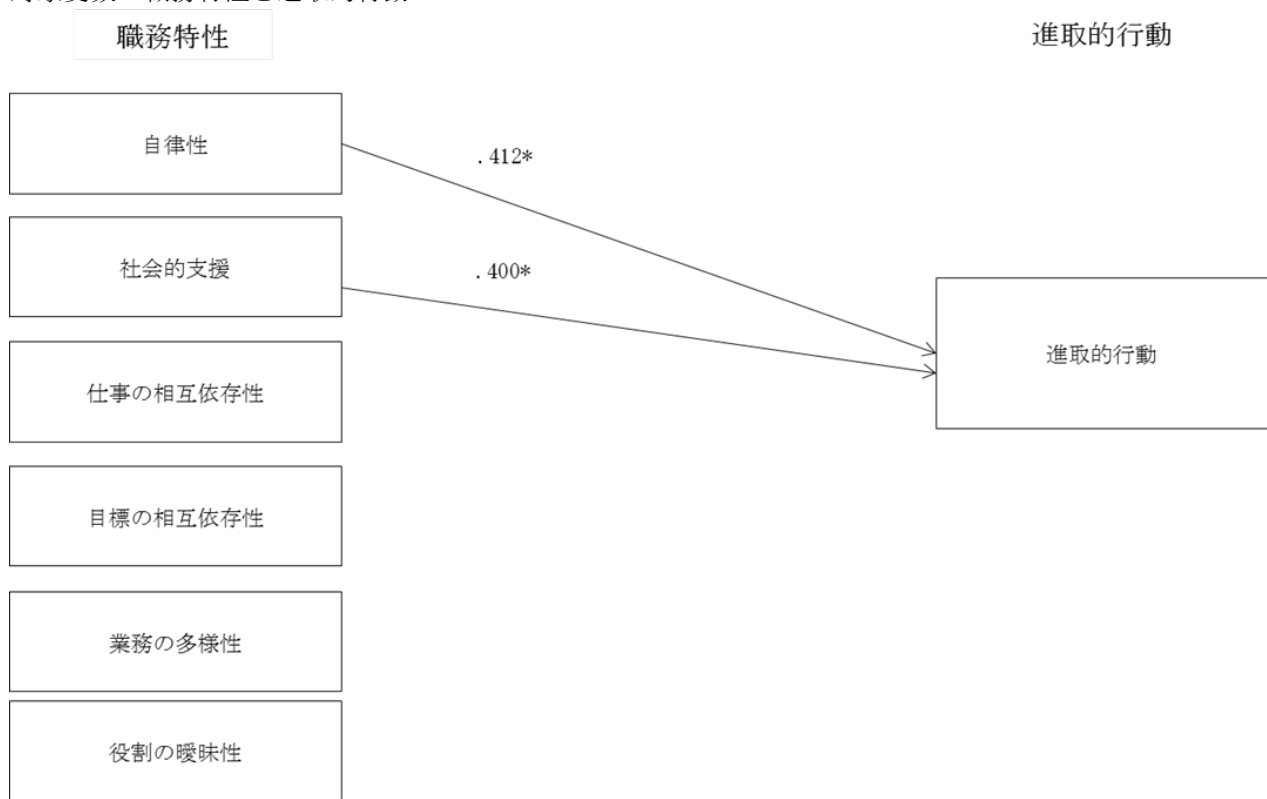 職務特性
進取的行動
自律性
.412*
社会的支援
.400*
進取的行動
仕事の相互依存性
目標の相互依存性
業務の多様性
役割の曖昧性